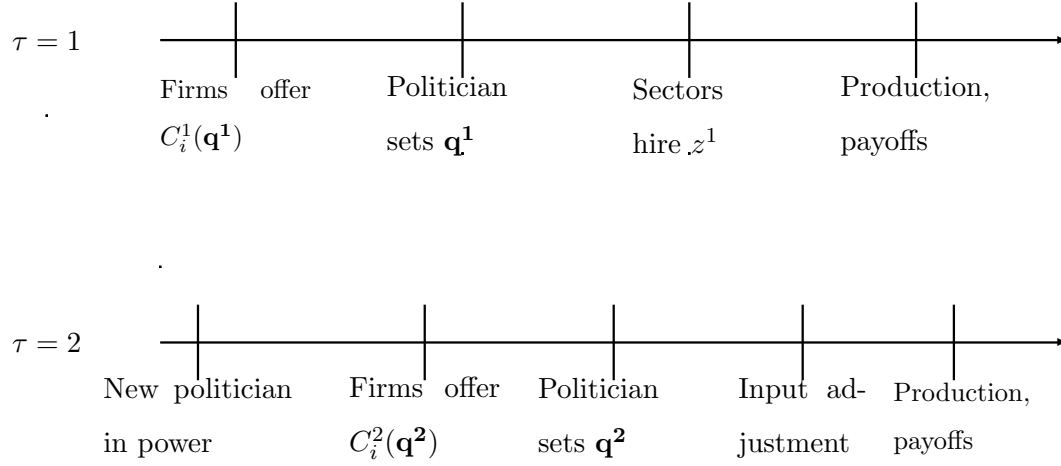 τ = 1
Firms offer Politician Sectors Production,
C_i^1(q^1) sets q^1 hire z^1 payoffs
τ = 2
New politician Firms offer Politician Input ad- Production,
in power C_i^2(q^2) sets q^2 justment payoffs